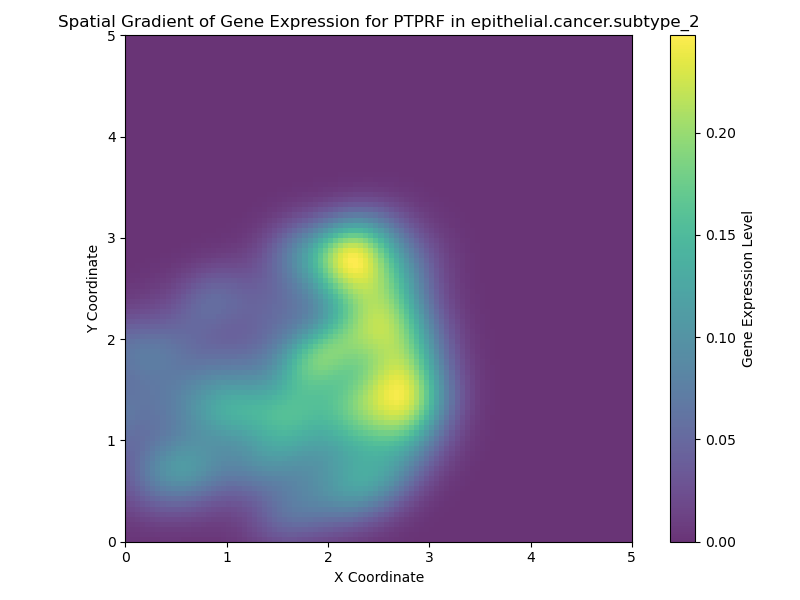 Spatial Gradient of Gene Expression for PTPRF in epithelial.cancer.subtype_2
5
4
3
2
1
0
Y Coordinate
0 1 2 3 4 5
X Coordinate
0.20
0.15
0.10
0.05
0.00
Gene Expression Level